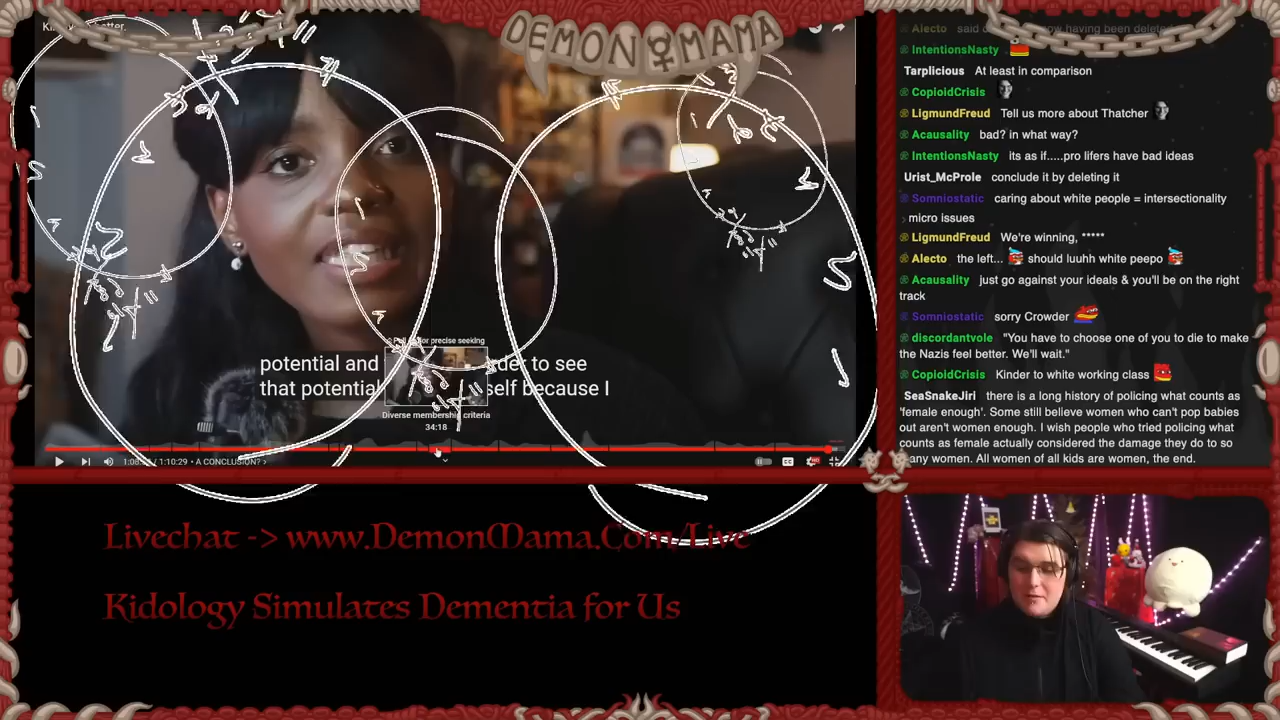 DEMON MAMA
potential and
der to see
that potential
self because I
for precise seeking
Diverse membership criteria
34:18
1:10:29 • A CONCLUSION? ›
Alecto said
IntentionsNasty
Tarplicious At least in comparison
CopioidCrisis
LigmundFreud Tell us more about Thatcher
Acausality bad? in what way?
IntentionsNasty its as if.....pro lifers have bad ideas
Urist_McProle conclude it by deleting it
Somniostatic caring about white people = intersectionality
micro issues
LigmundFreud We're winning, *****
Alecto the left... should luuhh white peepo
Acausality just go against your ideals & you'll be on the right
track
Somniostatic sorry Crowder
discordantvole "You have to choose one of you to die to make
the Nazis feel better. We'll wait."
CopioidCrisis Kinder to white working class
SeaSnakeJiri there is a long history of policing what counts as
'female enough'. Some still believe women who can't pop babies
out aren't women enough. I wish people who tried policing what
counts as female actually considered the damage they do to so
any women. All women of all kids are women, the end.
Livechat -> www.DemonMama.Com/Live
Kidology Simulates Dementia for Us